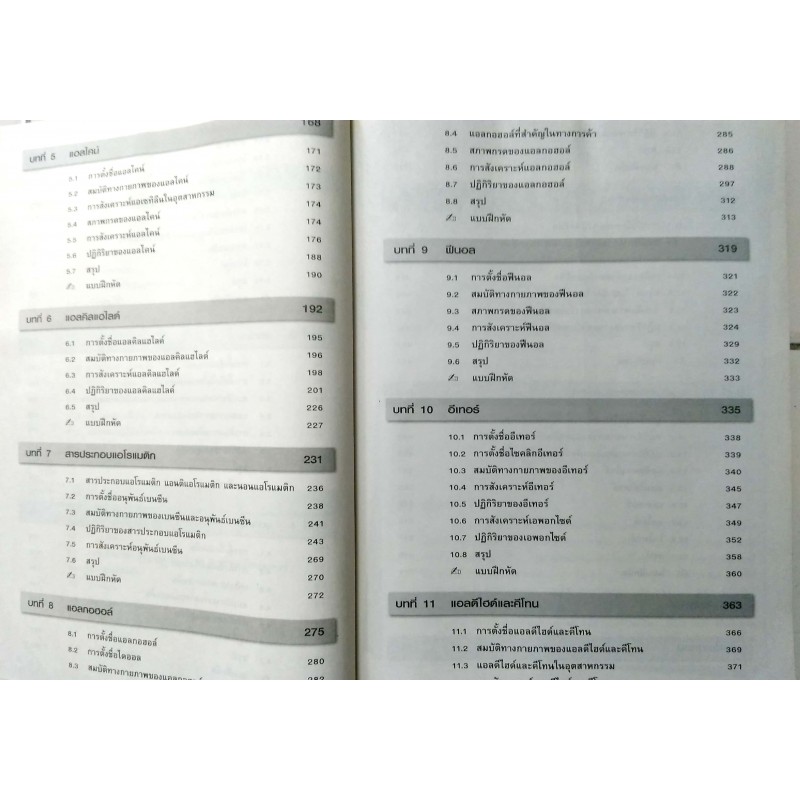 168
บทที่ 5 แอลไคน์ 171
5.1 การตั้งชื่อแอลไคน์ 172
5.2 สมบัติทางกายภาพของแอลไคน์ 173
5.3 การสังเคราะห์แอเซทิลีนในอุตสาหกรรม 174
5.4 สภาพกรดของแอลไคน์ 174
5.5 การสังเคราะห์แอลไคน์ 176
5.6 ปฏิกิริยาของแอลไคน์ 188
5.7 สรุป 190
แบบฝึกหัด
บทที่ 6 แอลคิลแฮไลด์ 192
6.1 การตั้งชื่อแอลคิลแฮไลด์ 195
6.2 สมบัติทางกายภาพของแอลคิลแฮไลด์ 196
6.3 การสังเคราะห์แอลคิลแฮไลด์ 198
6.4 ปฏิกิริยาของแอลคิลแฮไลด์ 201
6.5 สรุป 226
แบบฝึกหัด 227
บทที่ 7 สารประกอบแอโรแมติก 231
7.1 สารประกอบแอโรแมติก แอนติแอโรแมติก และนอนแอโรแมติก 236
7.2 การตั้งชื่ออนุพันธ์เบนซีน 238
7.3 สมบัติทางกายภาพของเบนซีนและอนุพันธ์เบนซีน 241
7.4 ปฏิกิริยาของสารประกอบแอโรแมติก 243
7.5 การสังเคราะห์อนุพันธ์เบนซีน 269
7.6 สรุป 270
แบบฝึกหัด 272
บทที่ 8 แอลกอฮอล์ 275
8.1 การตั้งชื่อแอลกอฮอล์ 280
8.2 การตั้งชื่อไดออล 282
8.3 สมบัติทางกายภาพของแอลกอฮอล์
8.4 แอลกอฮอล์ที่สำคัญในทางการค้า 285
8.5 สภาพกรดของแอลกอฮอล์ 286
8.6 การสังเคราะห์แอลกอฮอล์ 288
8.7 ปฏิกิริยาของแอลกอฮอล์ 297
8.8 สรุป 312
แบบฝึกหัด 313
บทที่ 9 ฟีนอล 319
9.1 การตั้งชื่อฟีนอล 321
9.2 สมบัติทางกายภาพของฟีนอล 322
9.3 สภาพกรดของฟีนอล 323
9.4 การสังเคราะห์ฟีนอล 324
9.5 ปฏิกิริยาของฟีนอล 329
9.6 สรุป 332
แบบฝึกหัด 333
บทที่ 10 อีเทอร์ 335
10.1 การตั้งชื่ออีเทอร์ 338
10.2 การตั้งชื่อไซคลิกอีเทอร์ 339
10.3 สมบัติทางกายภาพของอีเทอร์ 340
10.4 การสังเคราะห์อีเทอร์ 345
10.5 ปฏิกิริยาของอีเทอร์ 347
10.6 การสังเคราะห์เอพอกไซด์ 349
10.7 ปฏิกิริยาของเอพอกไซด์ 352
10.8 สรุป 358
แบบฝึกหัด 360
บทที่ 11 แอลดีไฮด์และคีโทน 363
11.1 การตั้งชื่อแอลดีไฮด์และคีโทน 366
11.2 สมบัติทางกายภาพของแอลดีไฮด์และคีโทน 369
11.3 แอลดีไฮด์และคีโทนในอุตสาหกรรม 371